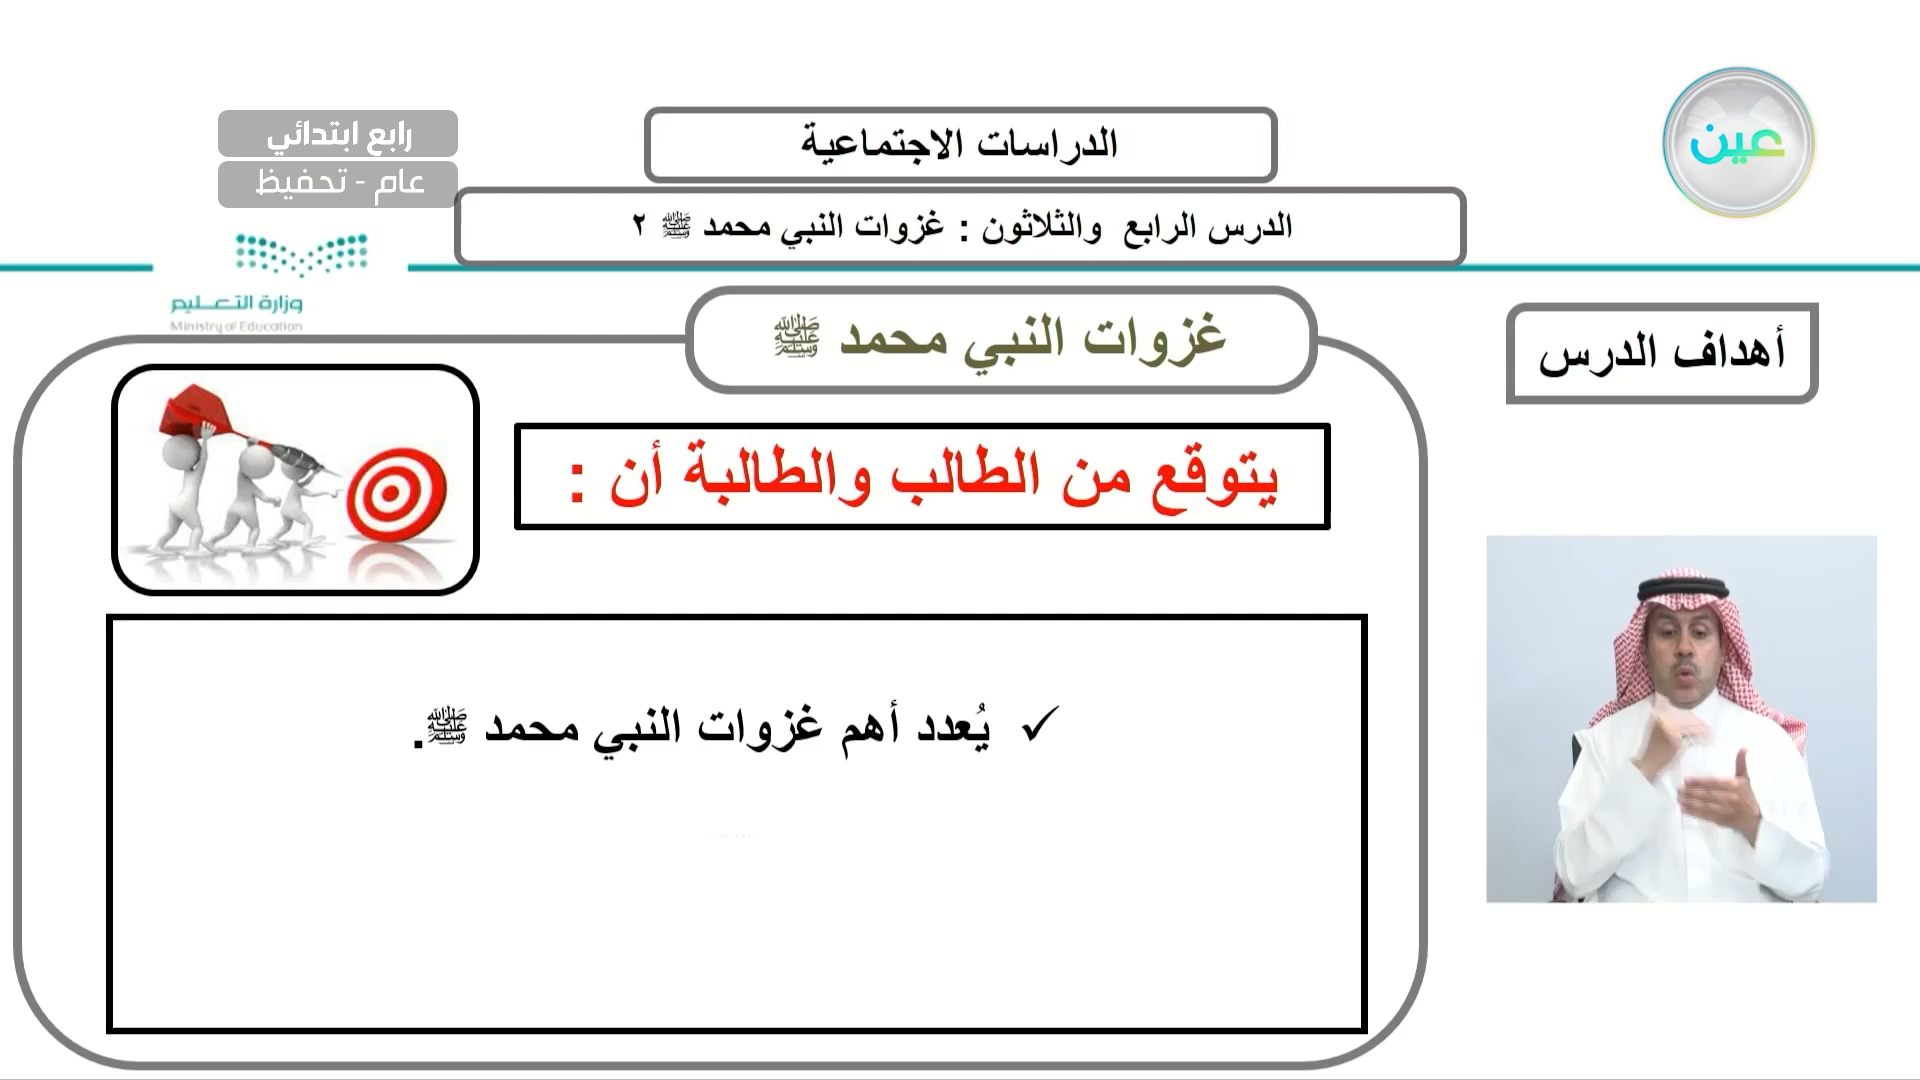 رابع ابتدائي
عام - تحفيظ
الدراسات الاجتماعية
عين
الدرس الرابع والثلاثون : غزوات النبي محمد ﷺ ٢
وزارة التعليم
Ministry of Education
غزوات النبي محمد ﷺ
أهداف الدرس
يتوقع من الطالب والطالبة أن :
✓ يُعدد أهم غزوات النبي محمد ﷺ.